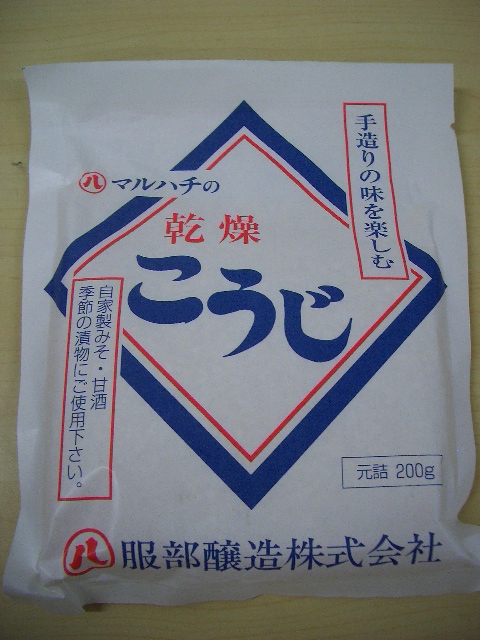 手造りの味を楽しむ
八 マルハチの
乾燥
こうじ
自家製みそ・甘酒
季節の漬物にご使用下さい。
元詰 200g
八 服部醸造株式会社